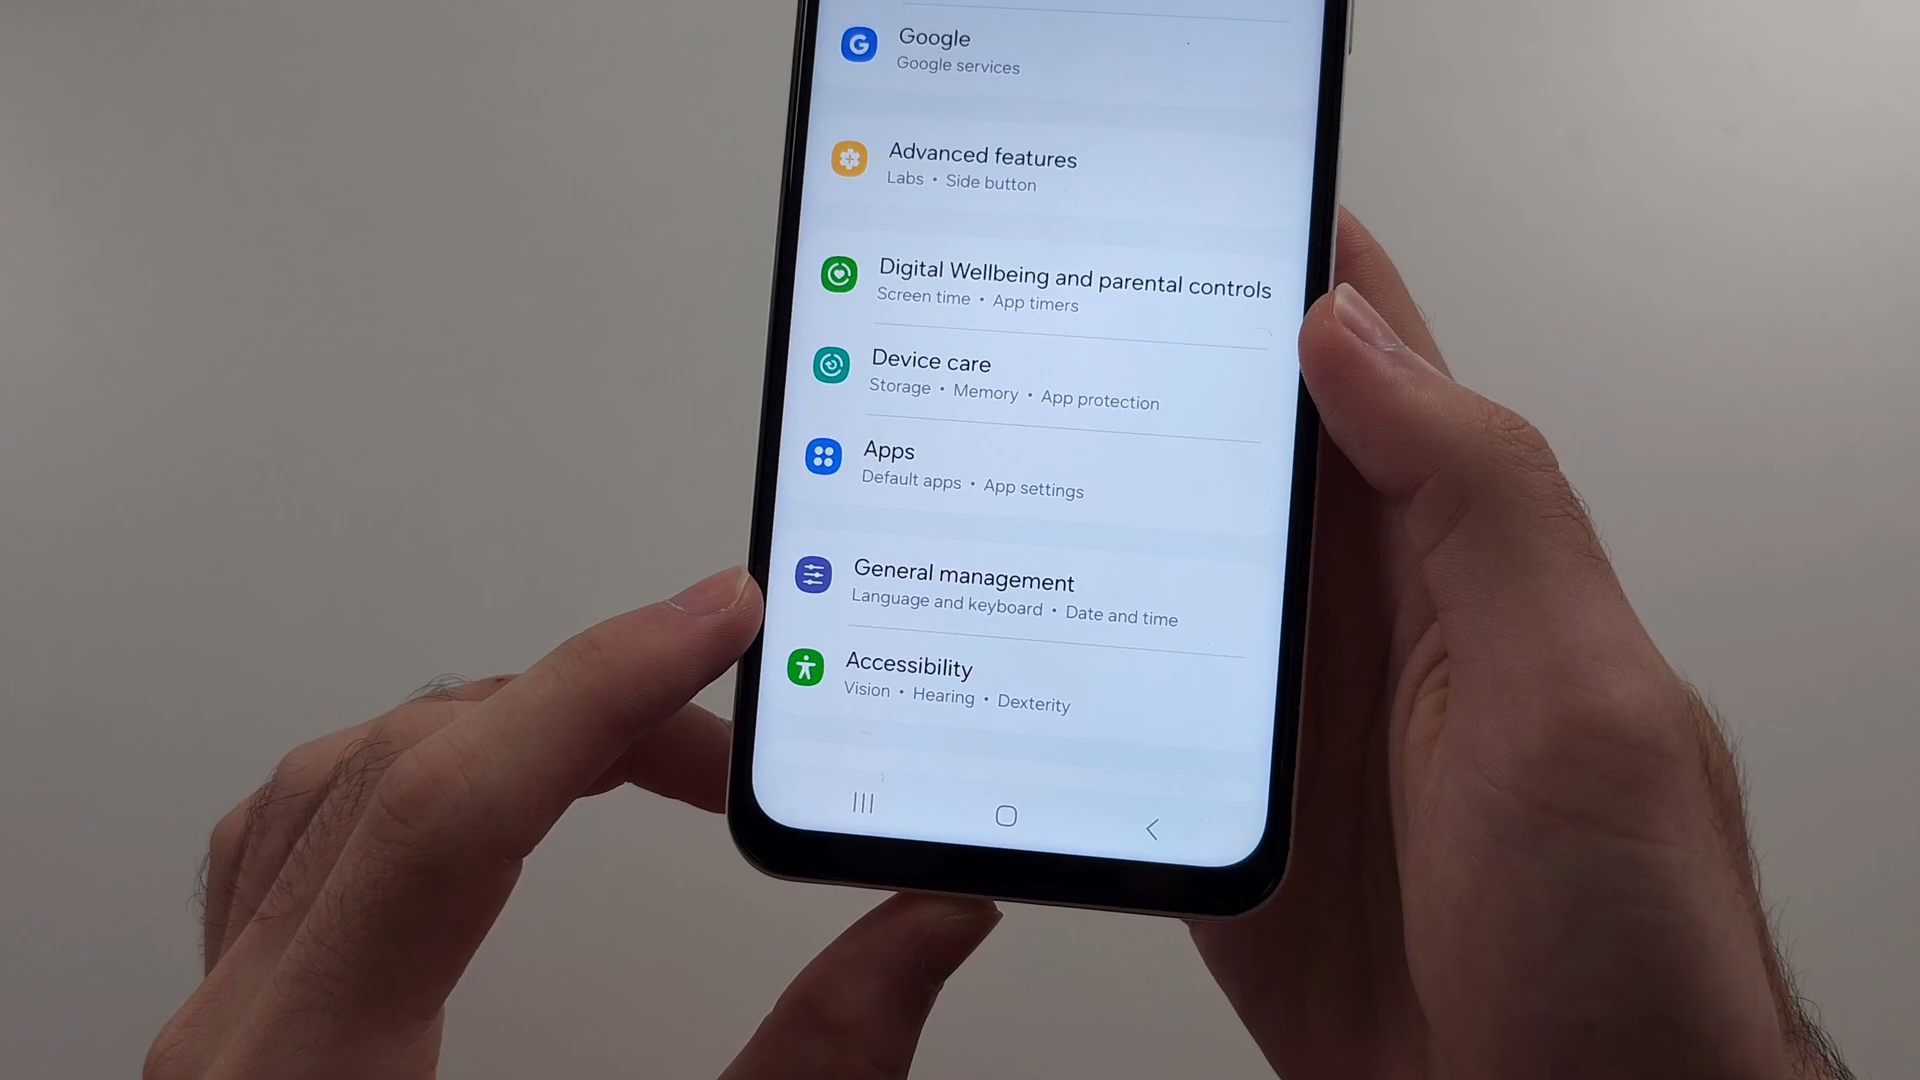 Google
Google services
Advanced features
Labs • Side button
Digital Wellbeing and parental controls
Screen time • App timers
Device care
Storage • Memory • App protection
Apps
Default apps • App settings
General management
Language and keyboard • Date and time
Accessibility
Vision • Hearing • Dexterity